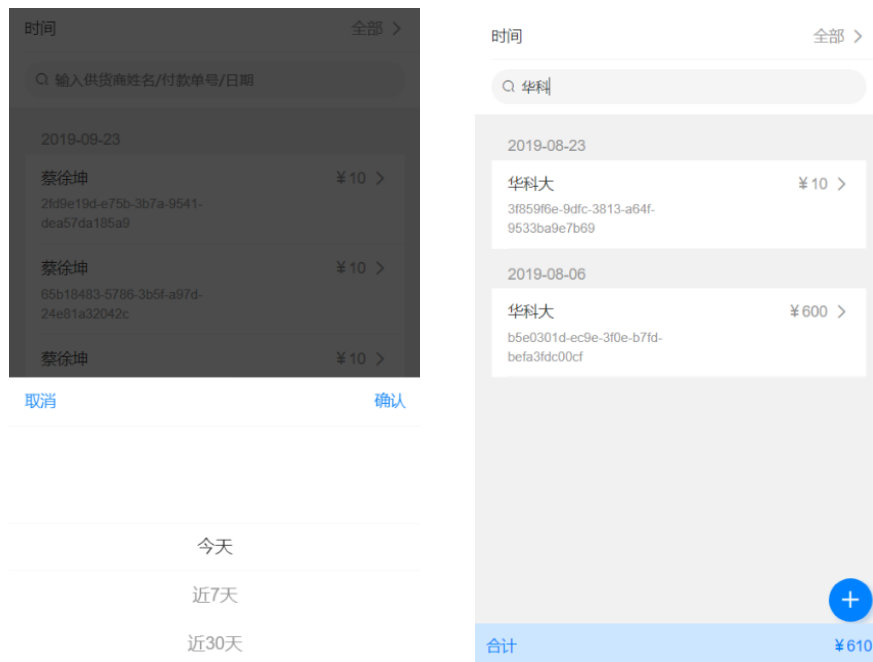 时间 全部
输入供货商姓名/付款单号/日期
2019-09-23
蔡徐坤 ¥10
2fd9e19d-e75b-3b7a-9541-
dea57da185a9
蔡徐坤 ¥10
65b18483-5786-3b5f-a97d-
24e81a32042c
蔡徐坤 ¥10
取消 确认
今天
近7天
近30天
时间 全部
华科
2019-08-23
华科大 ¥10
3f859f6e-9dfc-3813-a64f-
9533ba9e7b69
2019-08-06
华科大 ¥600
b5e0301d-ec9e-3f0e-b7fd-
befa3fdc00cf
合计 ¥610